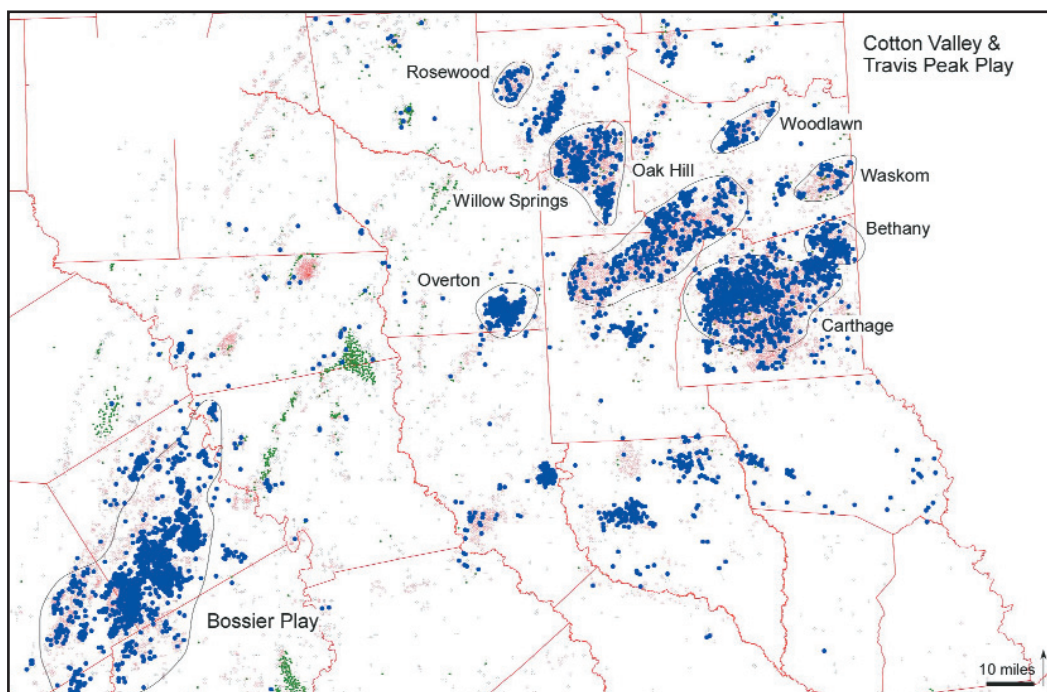 Cotton Valley &
Travis Peak Play
Rosewood
Woodlawn
Oak Hill
Waskom
Willow Springs
Bethany
Overton
Carthage
Bossier Play
10 miles